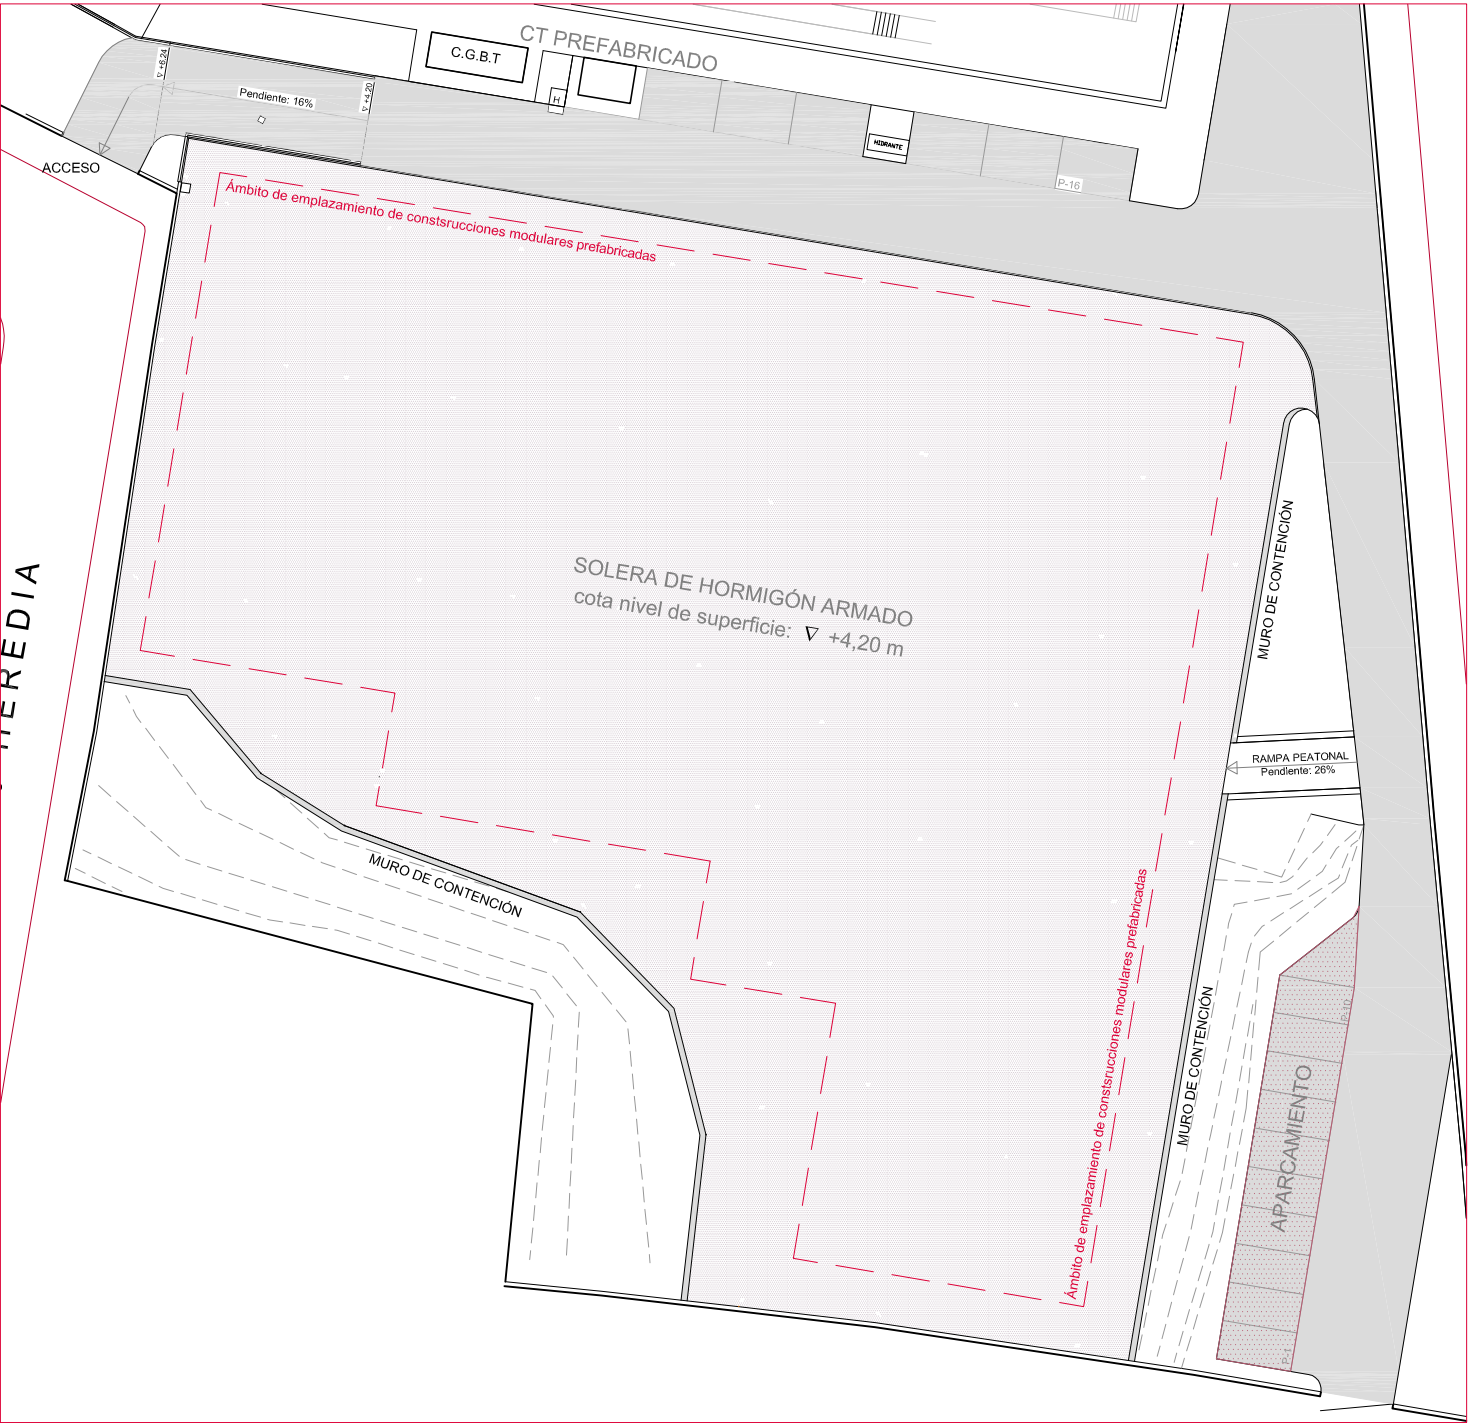 CT PREFABRICADO
C.G.B.T
▽ +6,24
▽ +4,20
Pendiente: 16%
H
HIDRANTE
P-16
ACCESO
Ámbito de emplazamiento de constsrucciones modulares prefabricadas
SOLERA DE HORMIGÓN ARMADO
cota nivel de superficie: ▽ +4,20 m
MURO DE CONTENCIÓN
RAMPA PEATONAL
Pendiente: 26%
HEREDIA
MURO DE CONTENCIÓN
Ámbito de emplazamiento de constsrucciones modulares prefabricadas
MURO DE CONTENCIÓN
P-10
APARCAMIENTO
P-1